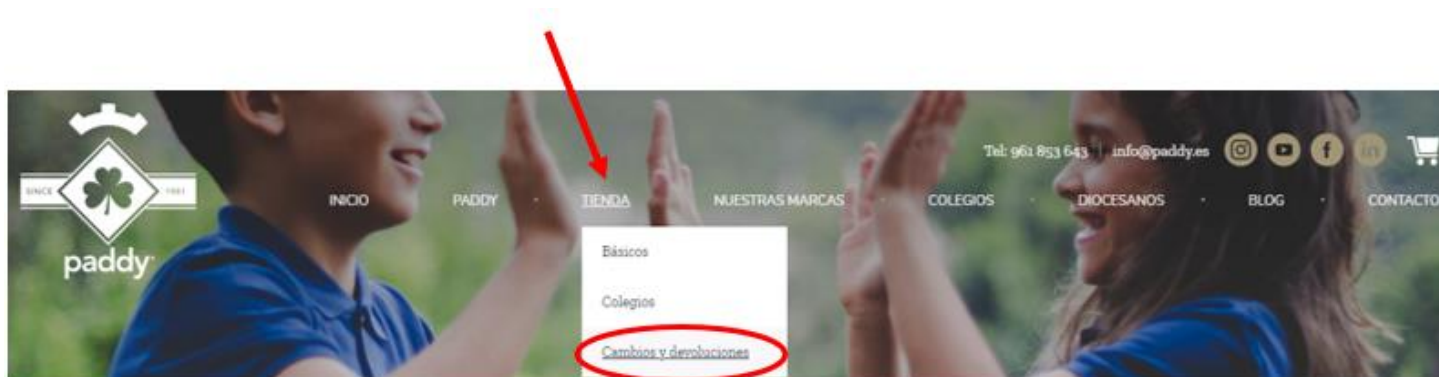 Tel: 961 853 643 | info@paddy.es
SINCE 1981
paddy
INICIO PADDY · TIENDA NUESTRAS MARCAS · COLEGIOS · DIOCESANOS · BLOG · CONTACTO
Básicos
Colegios
Cambios y devoluciones